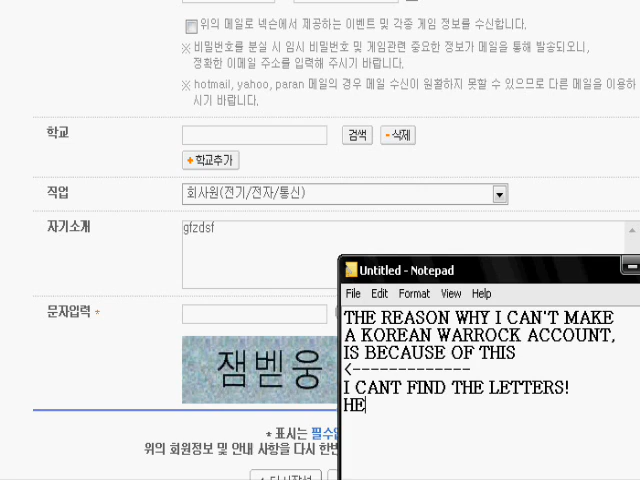 위의 메일로 넥슨에서 제공하는 이벤트 및 각종 게임 정보를 수신합니다.
※ 비밀번호를 분실 시 임시 비밀번호 및 게임관련 중요한 정보가 메일을 통해 발송되오니,
정확한 이메일 주소를 입력해 주시기 바랍니다.
※ hotmail, yahoo, paran 메일의 경우 메일 수신이 원활하지 못할 수 있으므로 다른 메일을 이용하
시기 바랍니다.
학교
검색
- 삭제
+ 학교추가
직업
회사원(전기/전자/통신)
자기소개
gfzdsf
문자입력 *
잼벧웅
* 표시는 필수
위의 회원정보 및 안내 사항을 다시 한번
Untitled - Notepad
File Edit Format View Help
THE REASON WHY I CAN'T MAKE
A KOREAN WARROCK ACCOUNT,
IS BECAUSE OF THIS
<-------------
I CANT FIND THE LETTERS!
HE